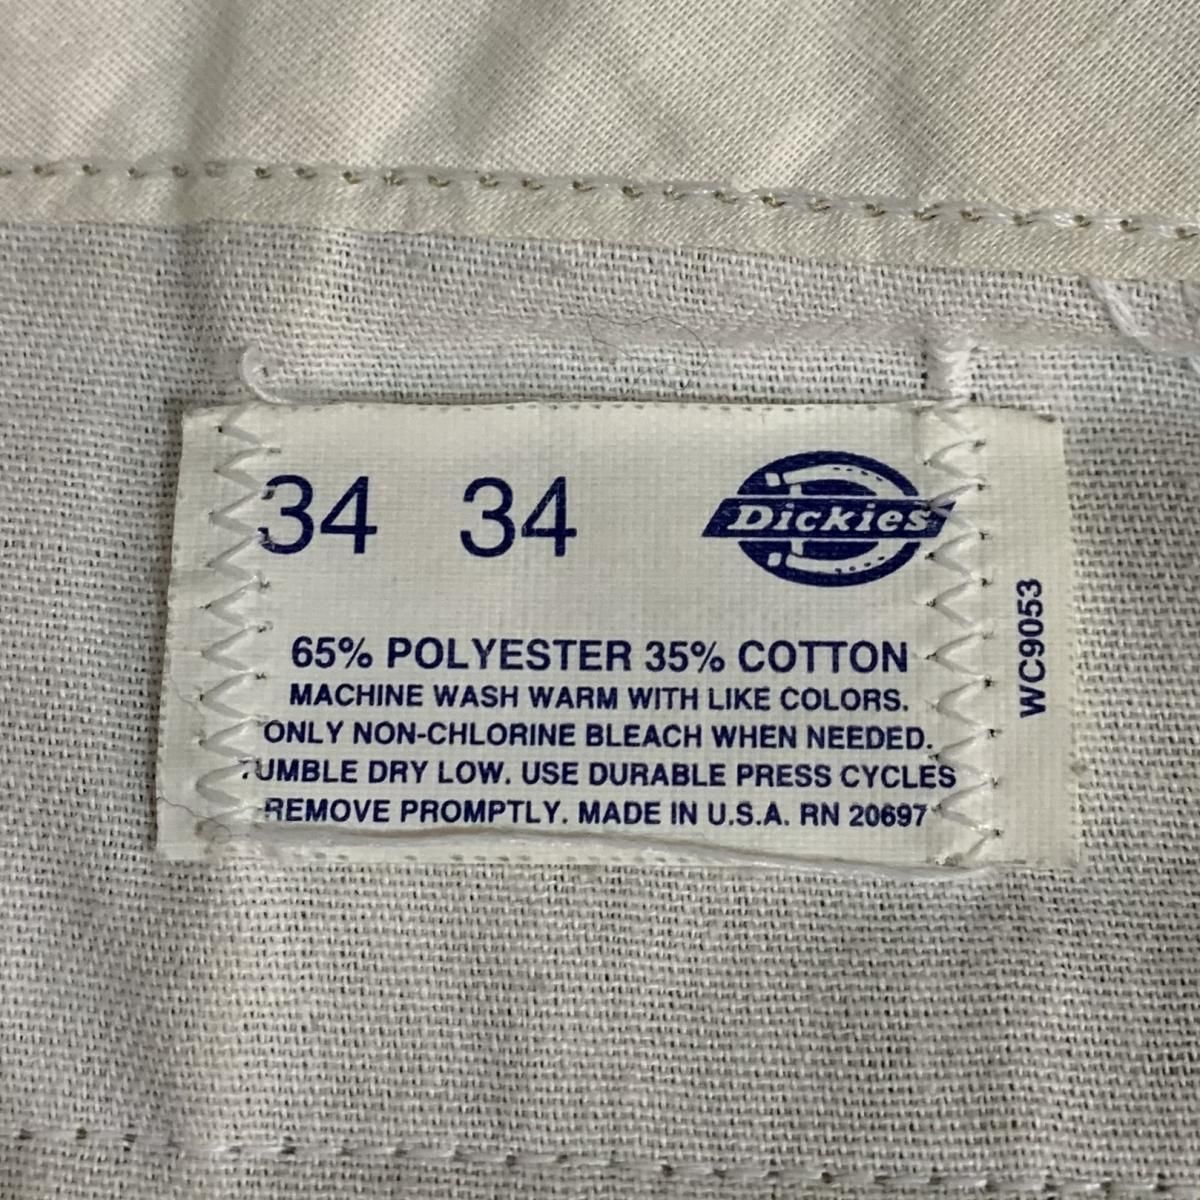 34 34
Dickies
65% POLYESTER 35% COTTON
MACHINE WASH WARM WITH LIKE COLORS.
ONLY NON-CHLORINE BLEACH WHEN NEEDED.
TUMBLE DRY LOW. USE DURABLE PRESS CYCLES
REMOVE PROMPTLY. MADE IN U.S.A. RN 20697
WC9053